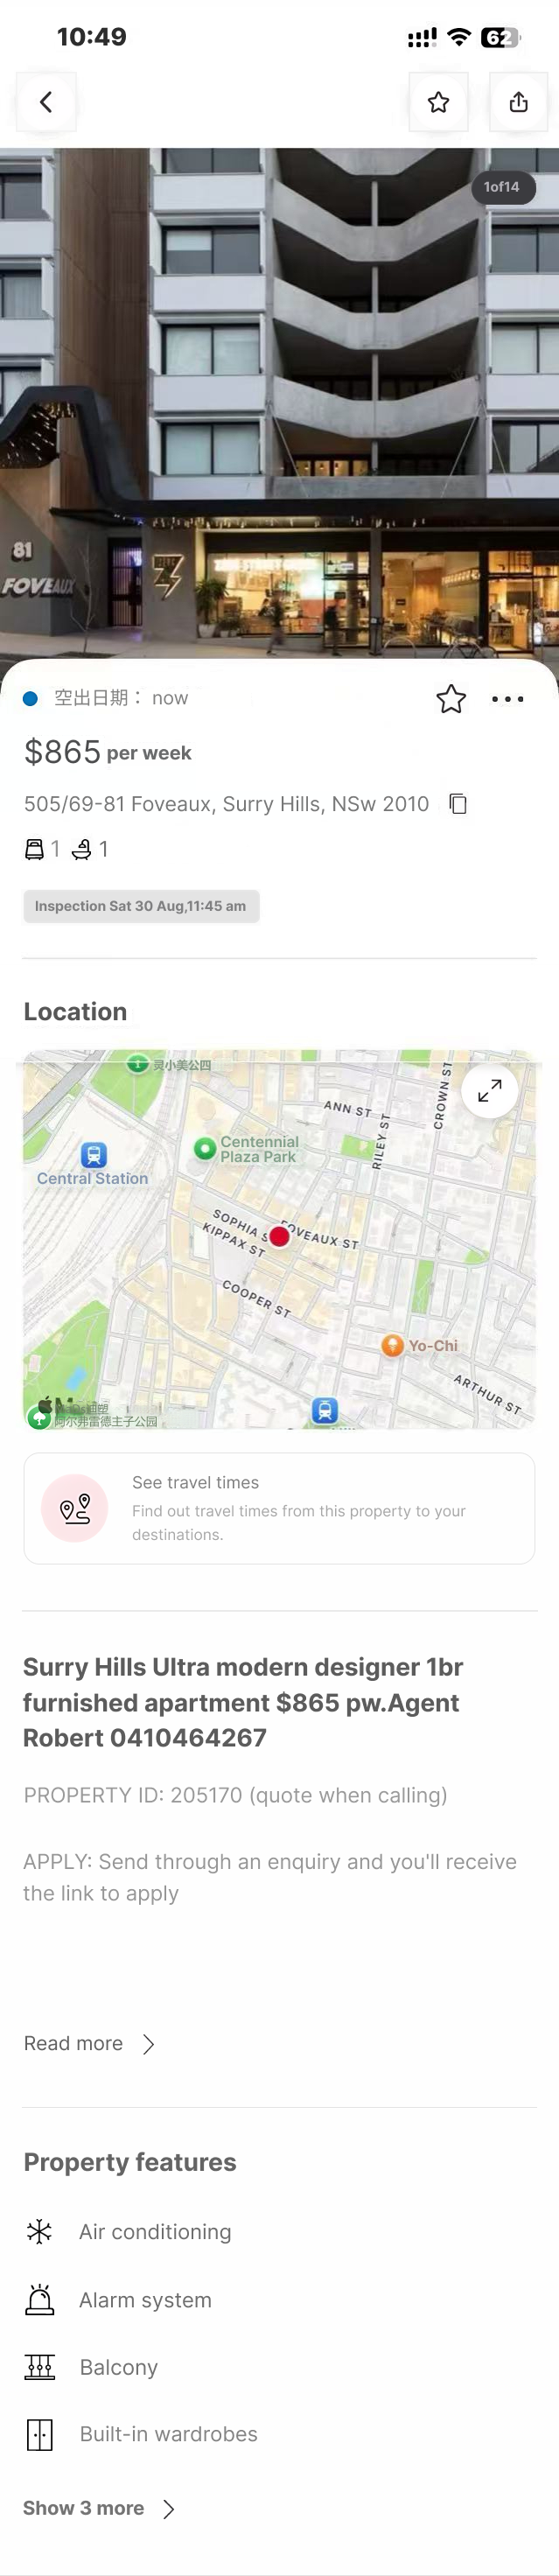 10:49
62
1of14
81
FOVEAUX
空出日期： now
$865 per week
505/69-81 Foveaux, Surry Hills, NSw 2010
1 1
Inspection Sat 30 Aug,11:45 am
Location
灵小美公四
ANN ST
CROWN ST
RILEY ST
Centennial
Plaza Park
Central Station
SOPHIA S
FOVEAUX ST
KIPPAX ST
COOPER ST
Yo-Chi
ARTHUR ST
阿尔弗雷德主子公园
See travel times
Find out travel times from this property to your
destinations.
Surry Hills Ultra modern designer 1br
furnished apartment $865 pw.Agent
Robert 0410464267
PROPERTY ID: 205170 (quote when calling)
APPLY: Send through an enquiry and you'll receive
the link to apply
Read more
Property features
Air conditioning
Alarm system
Balcony
Built-in wardrobes
Show 3 more